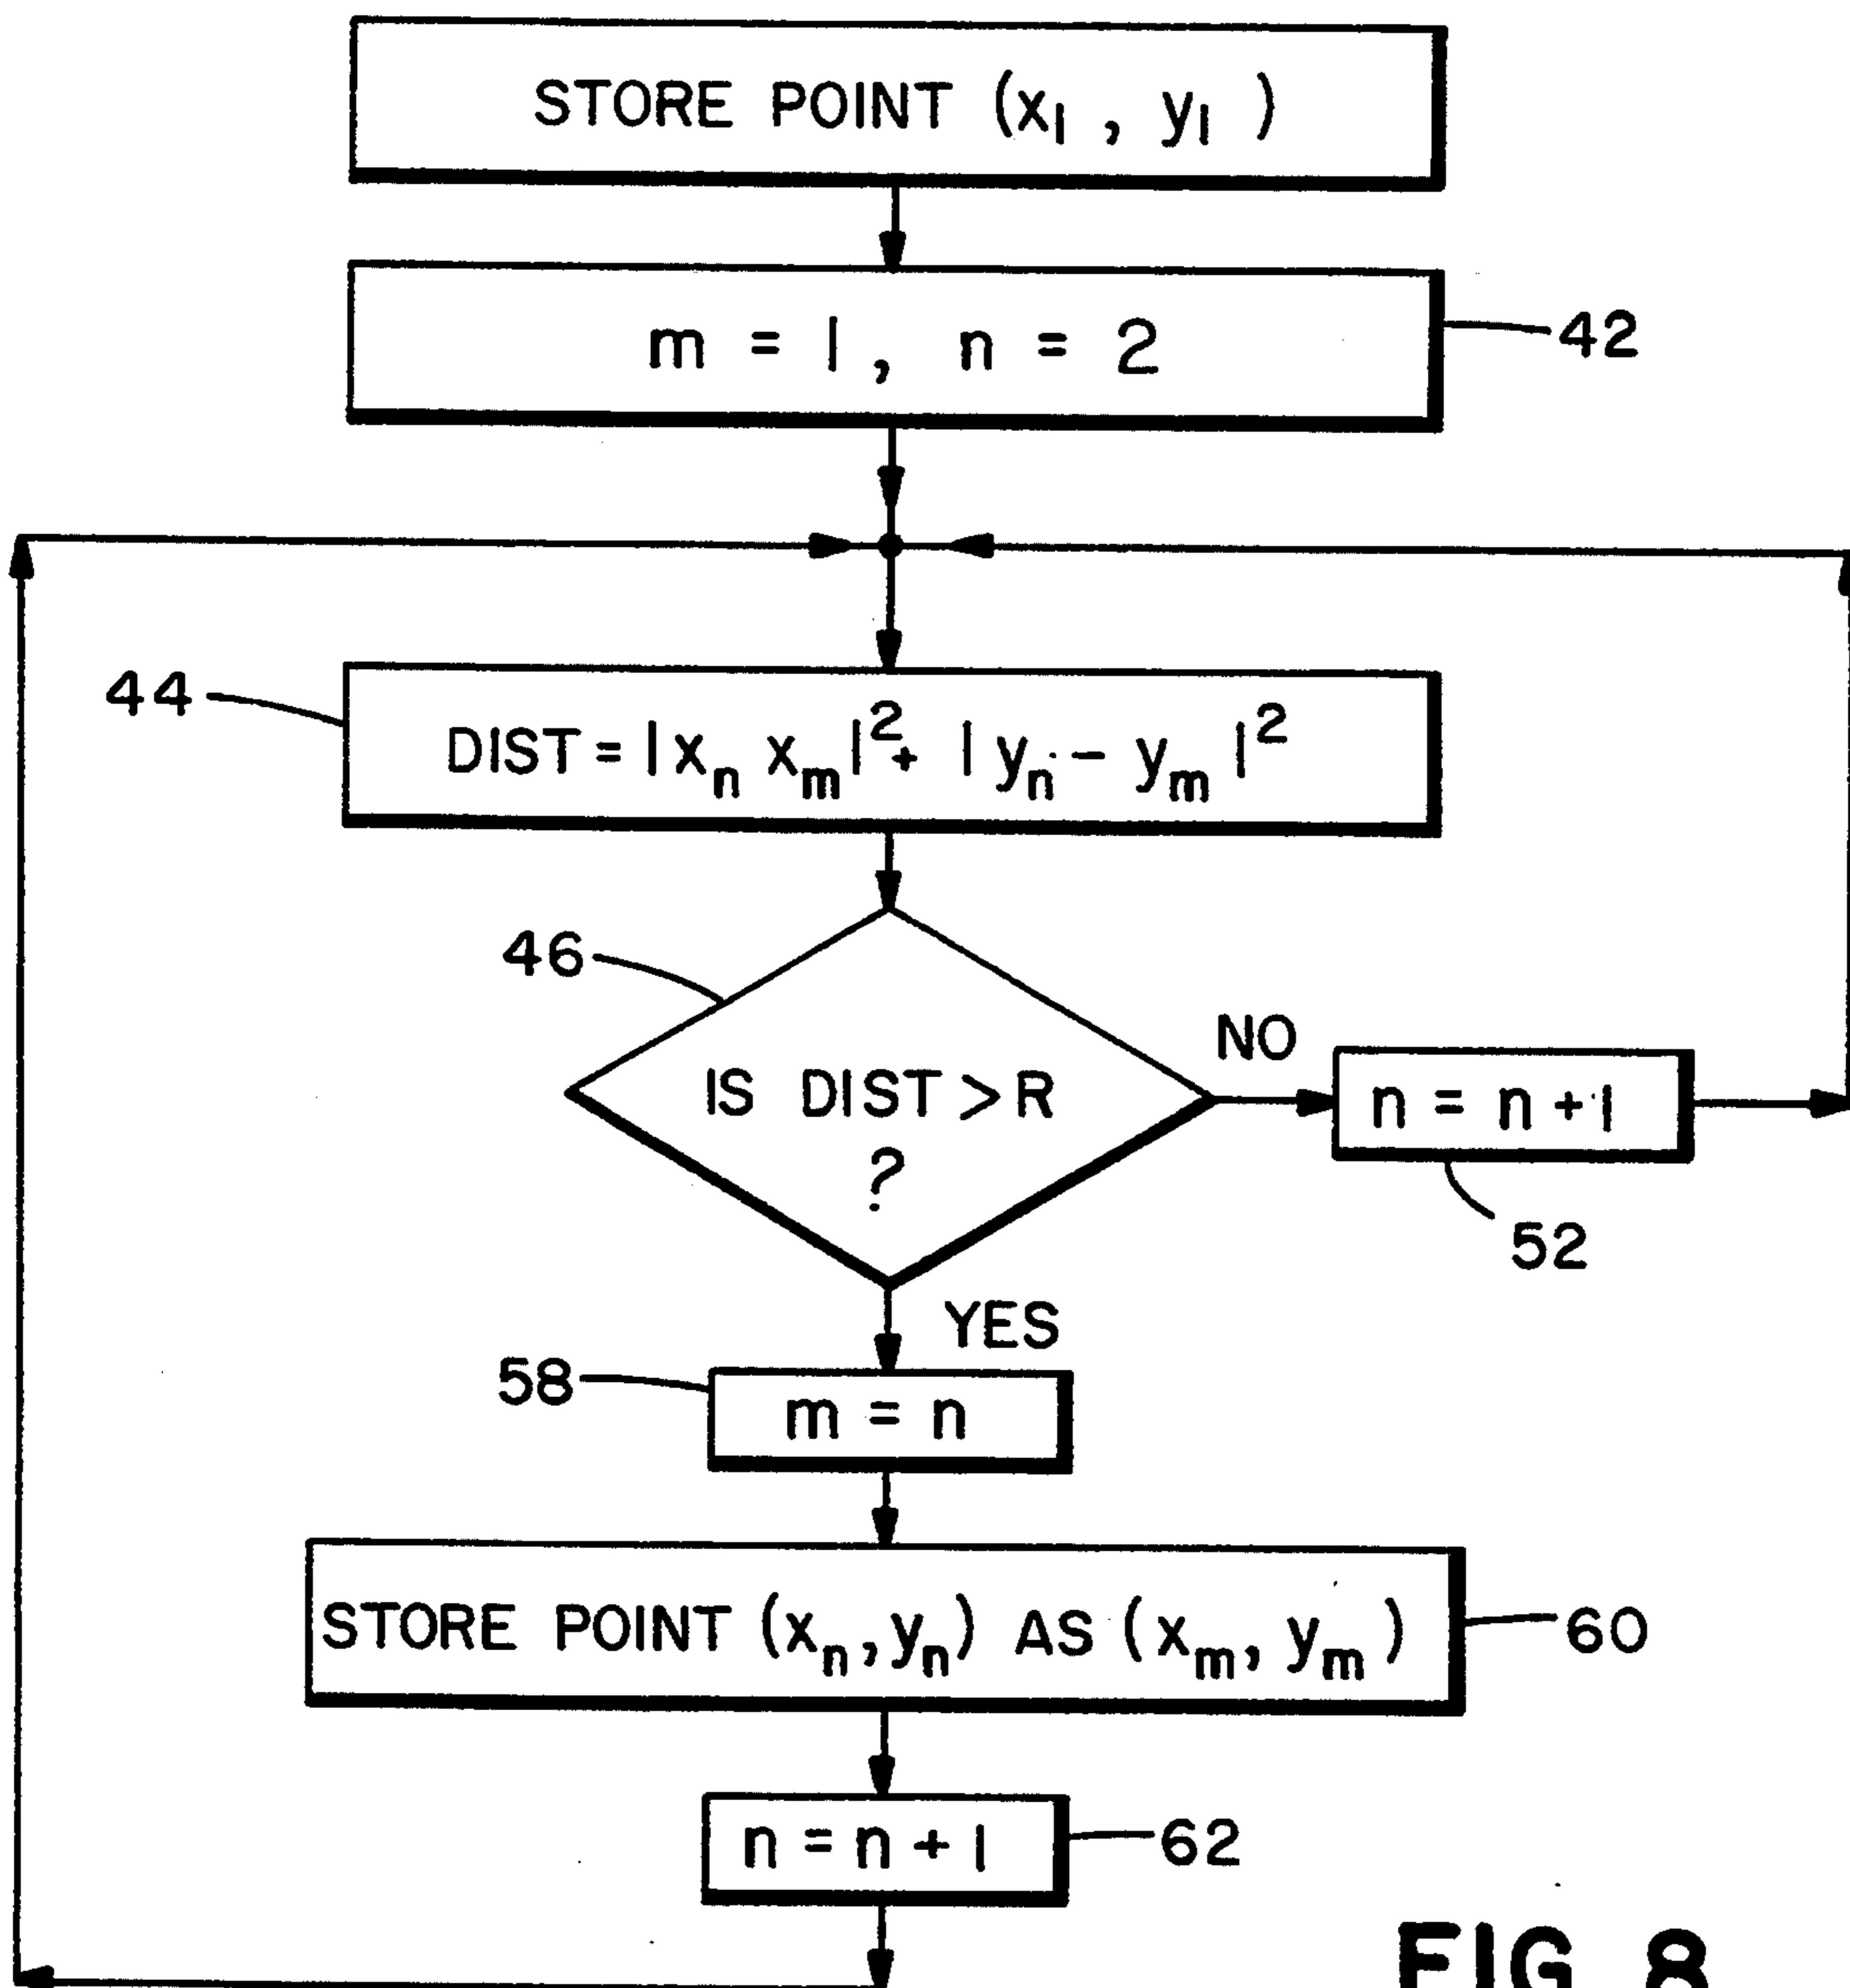 STORE POINT (x₁ , y₁ )
m = 1 , n = 2
42
44
DIST = |xₙ xₘ|² + |yₙ - yₘ|²
46
NO
IS DIST > R
?
n = n + 1
52
YES
58
m = n
STORE POINT (xₙ, yₙ) AS (xₘ, yₘ)
60
n = n + 1
62
FIG 8